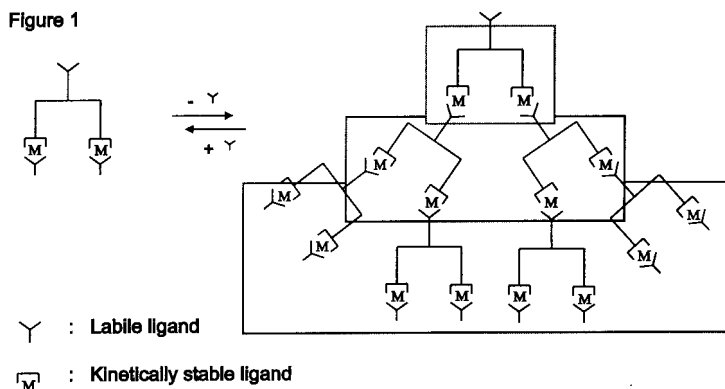 Figure 1
- Y
+ Y
M M
M M
M M
M M
M M
M M
M M M M
Y : Labile ligand
M : Kinetically stable ligand